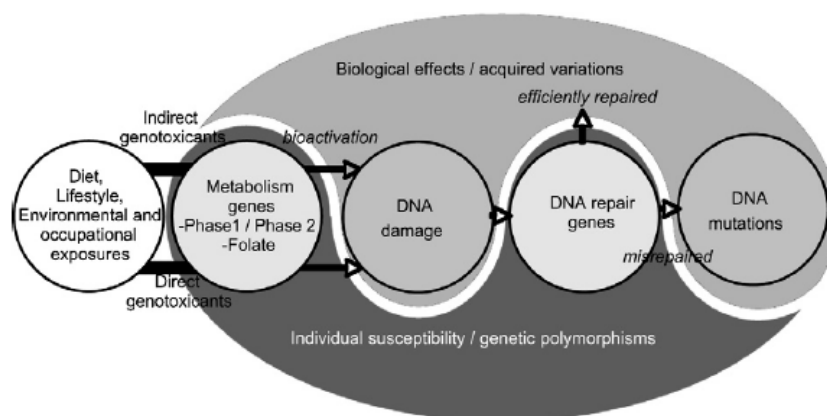 Biological effects / acquired variations
efficiently repaired
Indirect
genotoxicants
bioactivation
Diet,
Lifestyle,
Environmental and
occupational
exposures
Metabolism
genes
-Phase1 / Phase 2
-Folate
DNA
damage
DNA repair
genes
DNA
mutations
misrepaired
Direct
genotoxicants
Individual susceptibility / genetic polymorphisms